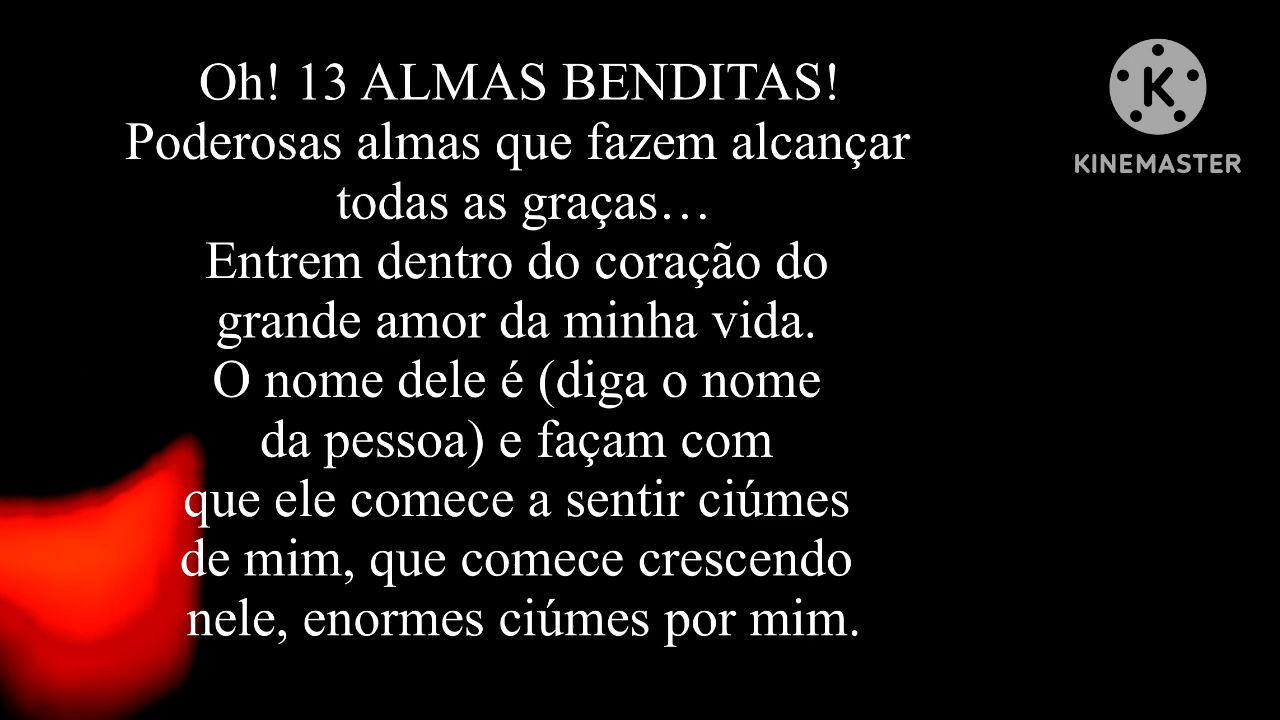 Oh! 13 ALMAS BENDITAS!
Poderosas almas que fazem alcançar
todas as graças…
Entrem dentro do coração do
grande amor da minha vida.
O nome dele é (diga o nome
da pessoa) e façam com
que ele comece a sentir ciúmes
de mim, que comece crescendo
nele, enormes ciúmes por mim.
K
KINEMASTER